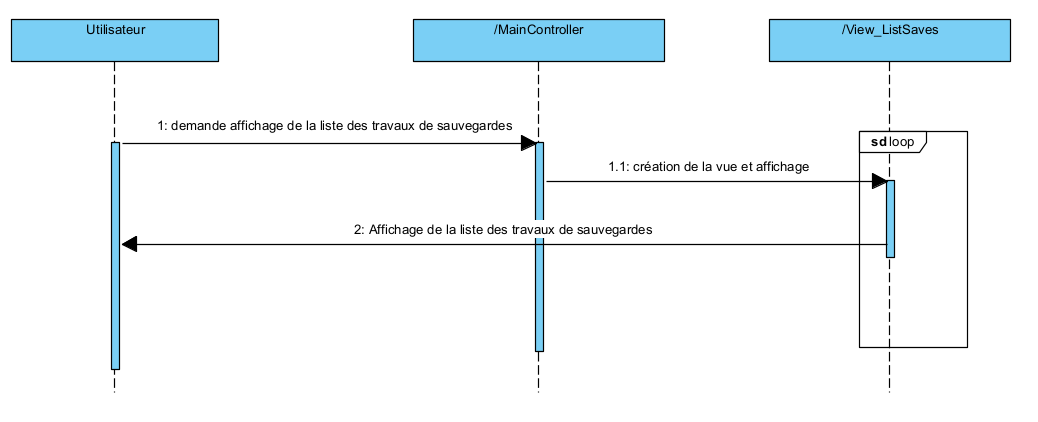 Utilisateur
/MainController
/View_ListSaves
1: demande affichage de la liste des travaux de sauvegardes
sd loop
1.1: création de la vue et affichage
2: Affichage de la liste des travaux de sauvegardes